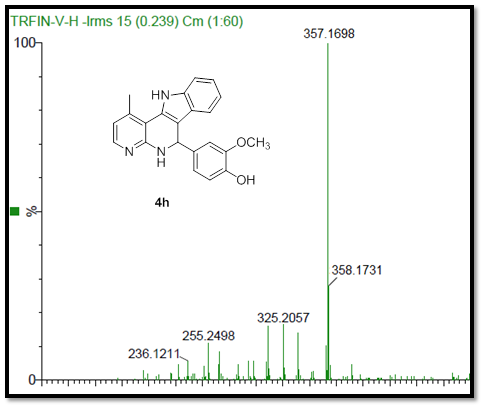 TRFIN-V-H -lrms 15 (0.239) Cm (1:60)
357.1698
100
HN
OCH3
N
N
H
OH
4h
%
358.1731
325.2057
255.2498
236.1211
0